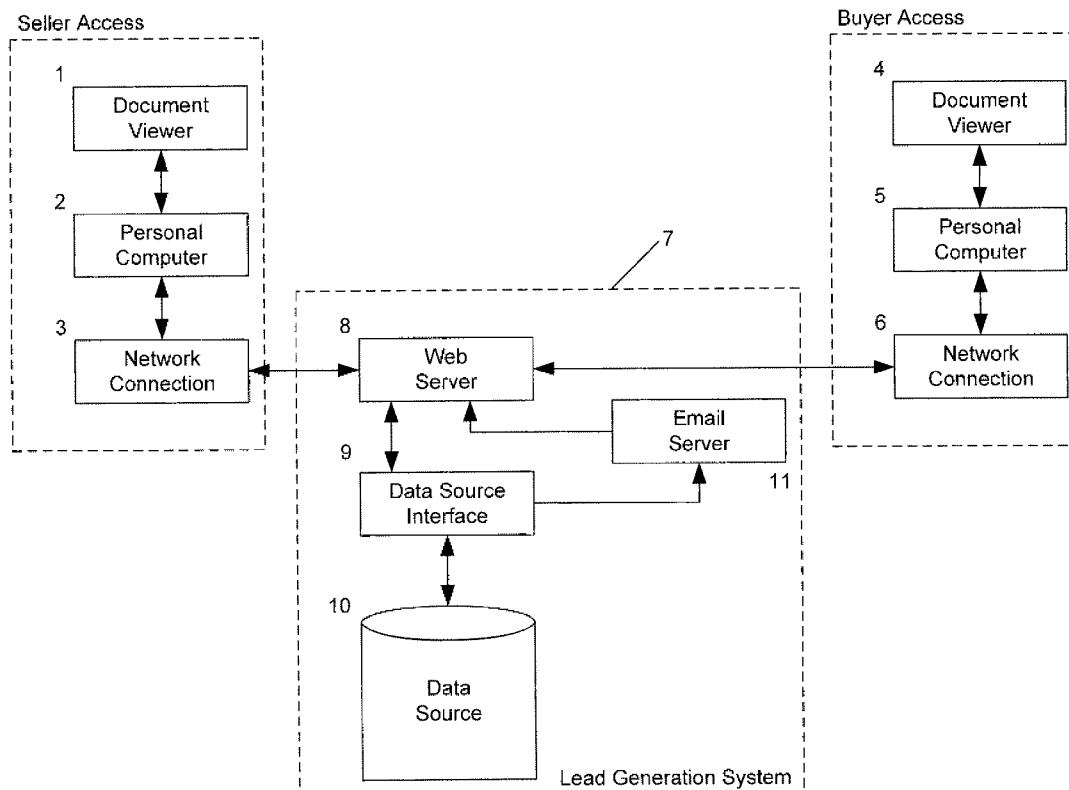 Seller Access
1
Document
Viewer
2
Personal
Computer
3
Network
Connection
Buyer Access
4
Document
Viewer
5
Personal
Computer
6
Network
Connection
7
8
Web
Server
Email
Server
11
9
Data Source
Interface
10
Data
Source
Lead Generation System